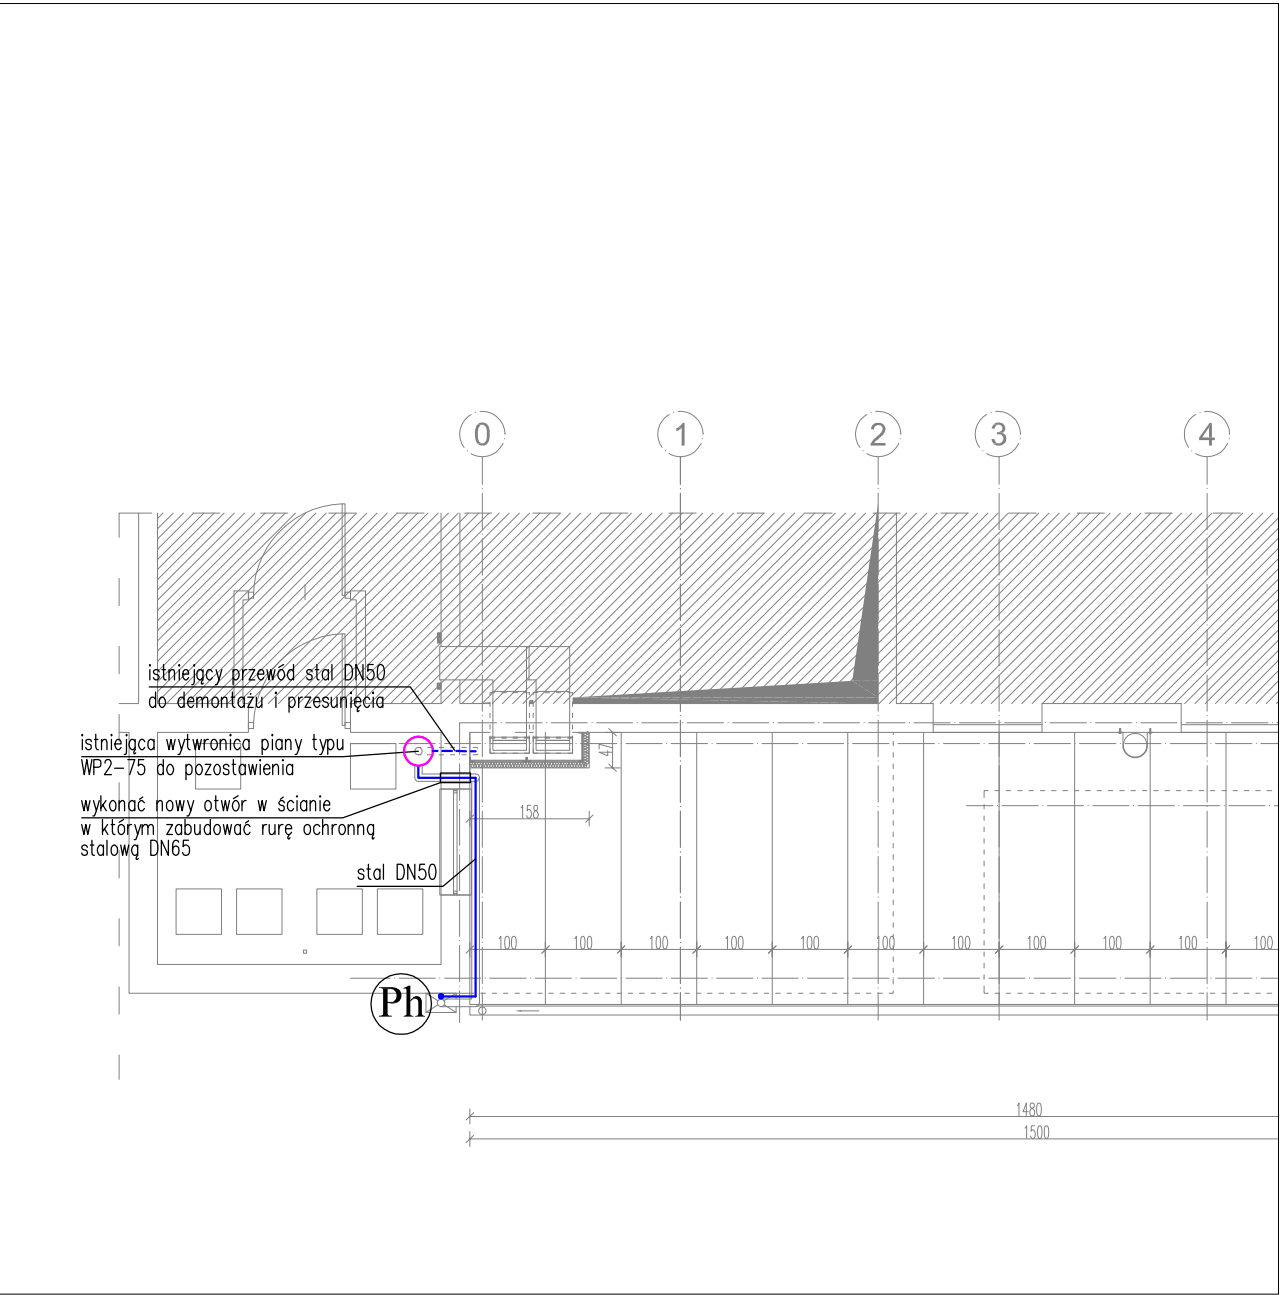 0 1 2 3 4
istniejący przewód stal DN50
do demontażu i przesunięcia
istniejąca wytwronica piany typu
WP2-75 do pozostawienia
47
wykonać nowy otwór w ścianie
158
w którym zabudować rurę ochronną
stalową DN65
stal DN50
100 100 100 100 100 100 100 100 100 100 100
Ph
1480
1500